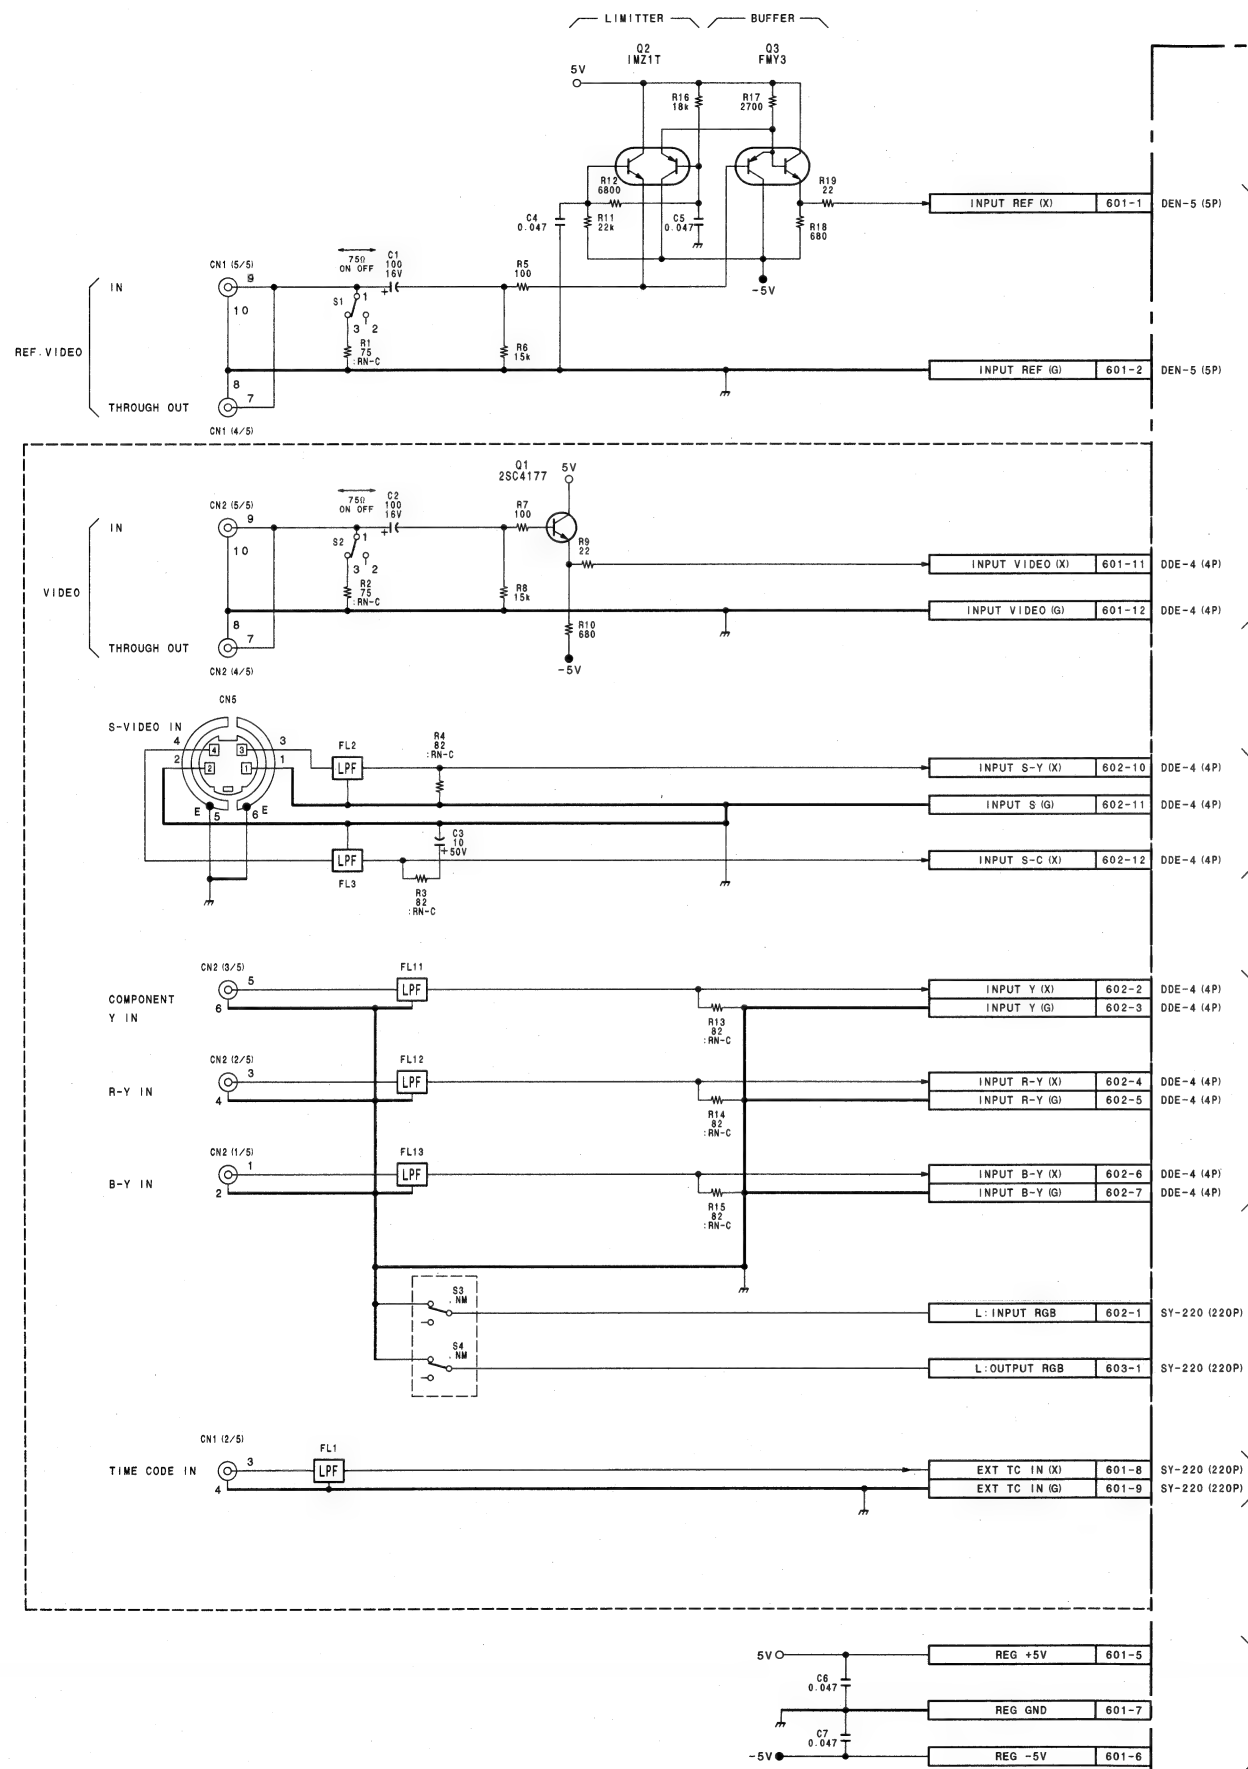 LIMITTER
BUFFER
Q2
IMZ1T
Q3
FMY3
5V
R16
18k
R17
2700
R12
6800
R19
22
C4
0.047
R11
22k
C5
0.047
R18
680
INPUT REF (X) 601-1 DEN-5 (5P)
-5V
CN1 (5/5)
9
10
75Ω
ON OFF
C1
100
16V
+
S1
1
3 2
R1
75
:RN-C
R5
100
R6
15k
IN
REF.VIDEO
8
7
THROUGH OUT
CN1 (4/5)
INPUT REF (G) 601-2 DEN-5 (5P)
Q1
2SC4177
5V
CN2 (5/5)
9
10
75Ω
ON OFF
C2
100
16V
+
S2
1
3 2
R2
75
:RN-C
R7
100
R8
15k
R9
22
R10
680
-5V
IN
VIDEO
8
7
THROUGH OUT
CN2 (4/5)
INPUT VIDEO (X) 601-11 DDE-4 (4P)
INPUT VIDEO (G) 601-12 DDE-4 (4P)
CN5
S-VIDEO IN
4
2
3
1
4
3
2
1
E
5
6
E
FL2
LPF
R4
82
:RN-C
INPUT S-Y (X) 602-10 DDE-4 (4P)
INPUT S (G) 602-11 DDE-4 (4P)
C3
10
+50V
LPF
FL3
R3
82
:RN-C
INPUT S-C (X) 602-12 DDE-4 (4P)
CN2 (3/5)
5
6
COMPONENT
Y IN
FL11
LPF
R13
82
:RN-C
INPUT Y (X) 602-2 DDE-4 (4P)
INPUT Y (G) 602-3 DDE-4 (4P)
CN2 (2/5)
3
4
R-Y IN
FL12
LPF
R14
82
:RN-C
INPUT R-Y (X) 602-4 DDE-4 (4P)
INPUT R-Y (G) 602-5 DDE-4 (4P)
CN2 (1/5)
1
2
B-Y IN
FL13
LPF
R15
82
:RN-C
INPUT B-Y (X) 602-6 DDE-4 (4P)
INPUT B-Y (G) 602-7 DDE-4 (4P)
S3
:NM
L:INPUT RGB 602-1 SY-220 (220P)
S4
:NM
L:OUTPUT RGB 603-1 SY-220 (220P)
CN1 (2/5)
3
4
TIME CODE IN
FL1
LPF
EXT TC IN (X) 601-8 SY-220 (220P)
EXT TC IN (G) 601-9 SY-220 (220P)
5V
REG +5V 601-5
C6
0.047
REG GND 601-7
C7
0.047
-5V
REG -5V 601-6